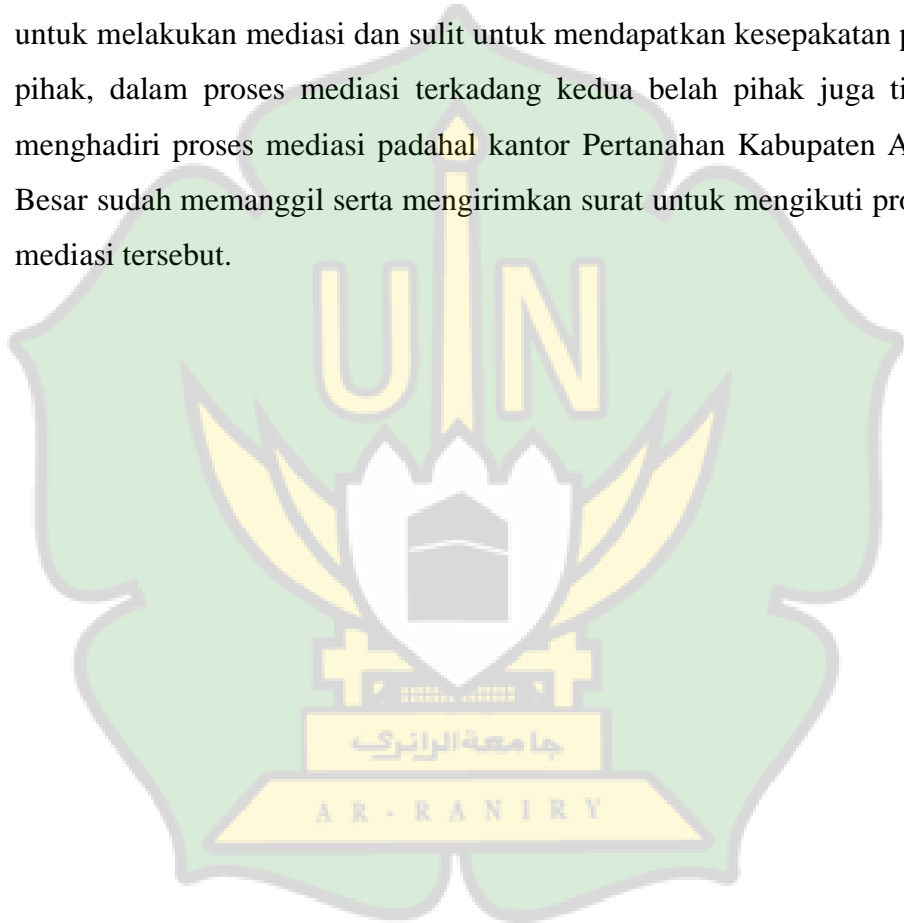 untuk melakukan mediasi dan sulit untuk mendapatkan kesepakatan p
pihak, dalam proses mediasi terkadang kedua belah pihak juga ti
menghadiri proses mediasi padahal kantor Pertanahan Kabupaten A
Besar sudah memanggil serta mengirimkan surat untuk mengikuti pro
mediasi tersebut.
UIN
جامعة الرانري
AR-RANIRY